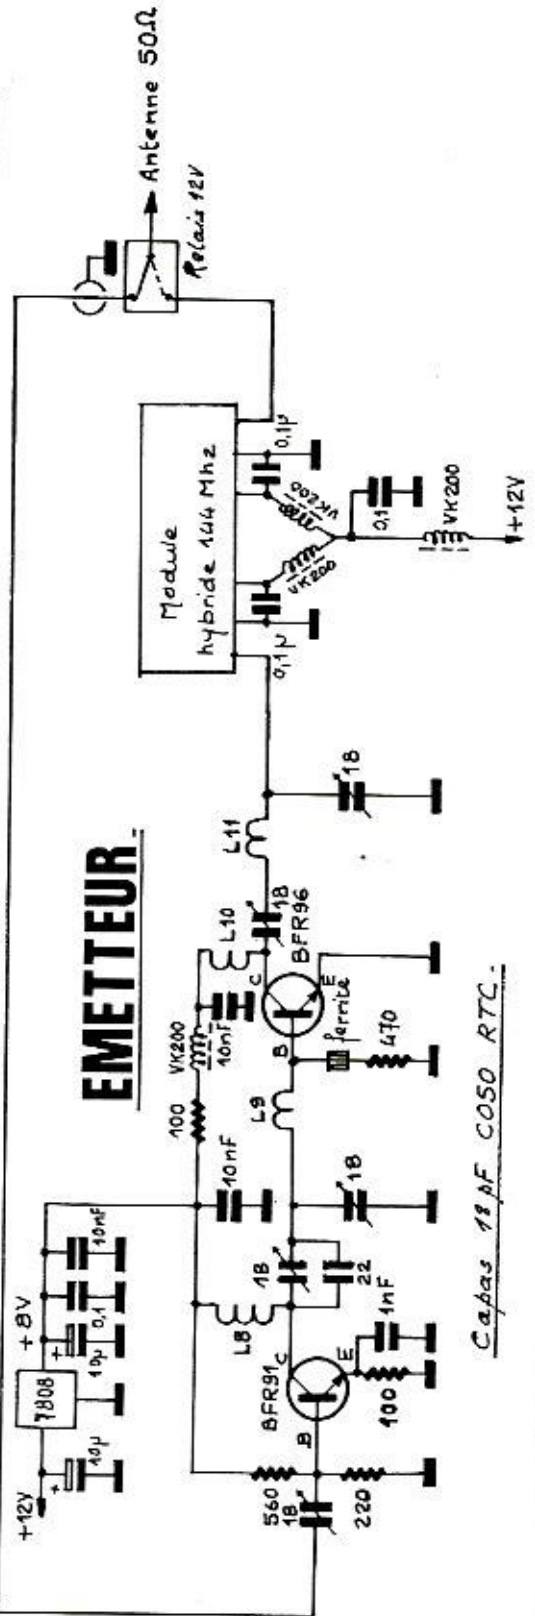 EMETTEUR.
+12V
7808
+8V
+
10µ
+
10µ
0,1
10nF
560
18
220
B
BFR91
C
E
100
1nF
L8
18
22
10nF
18
L9
100
VK200
10nF
L10
B
C
E
BFR96
ferrite
470
18
L11
18
Module
hybride 144 Mhz
0,1µ
0,1µ
VK200
VK200
0,1
VK200
+12V
Relais 12V
Antenne 50Ω
Capas 18 pF CO50 RTC.